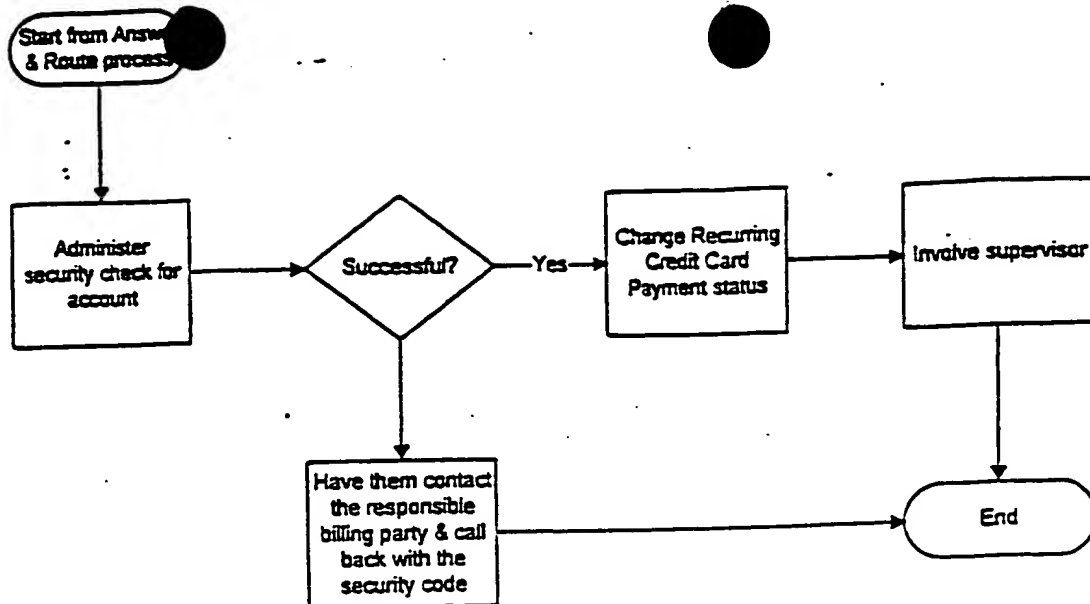 Start from
& Route process
Administer
security check for
account
Successful?
Yes
Change Recurring
Credit Card
Payment status
Involve supervisor
Have them contact
the responsible
billing party & call
back with the
security code
End